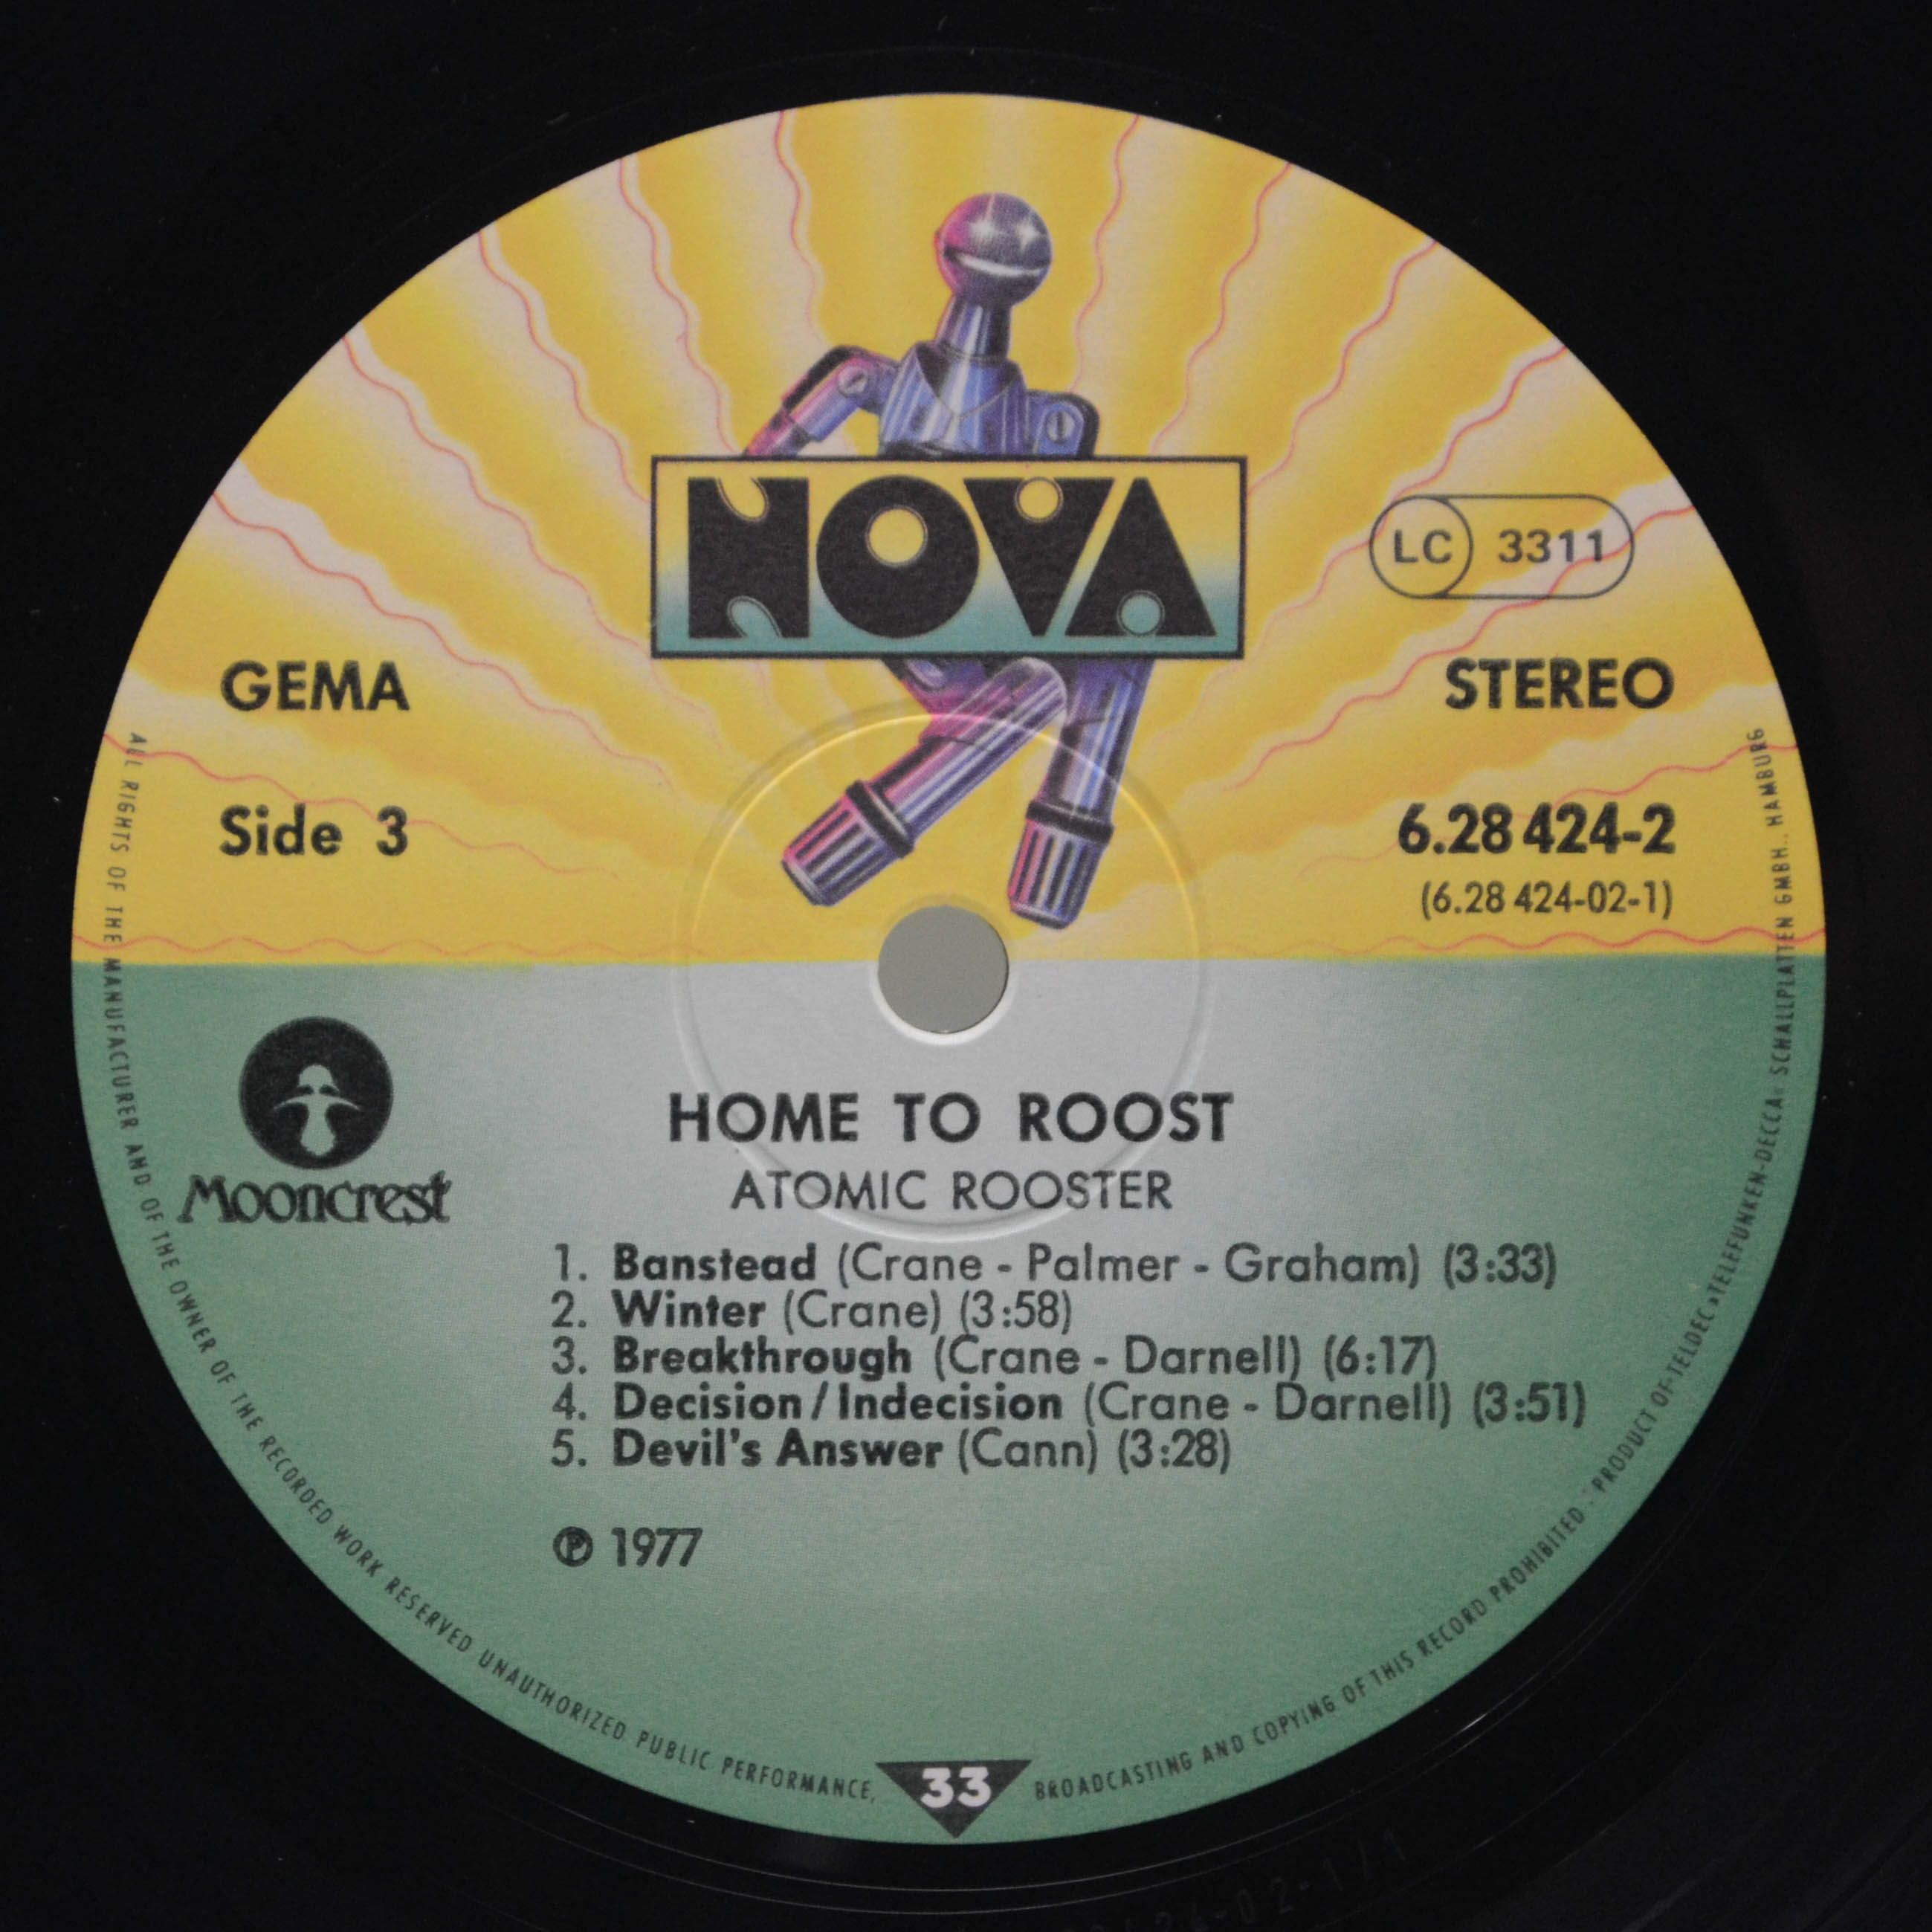 NOVA
LC 3311
GEMA
STEREO
Side 3
6.28 424-2
(6.28 424-02-1)
Mooncrest
HOME TO ROOST
ATOMIC ROOSTER
1. Banstead (Crane - Palmer - Graham) (3:33)
2. Winter (Crane) (3:58)
3. Breakthrough (Crane - Darnell) (6:17)
4. Decision/Indecision (Crane - Darnell) (3:51)
5. Devil's Answer (Cann) (3:28)
℗ 1977
33
ALL RIGHTS OF THE MANUFACTURER AND OF THE OWNER OF THE RECORDED WORK RESERVED UNAUTHORIZED PUBLIC PERFORMANCE, BROADCASTING AND COPYING OF THIS RECORD PROHIBITED · PRODUCT OF TELDEC »TELEFUNKEN-DECCA« SCHALLPLATTEN GMBH., HAMBURG